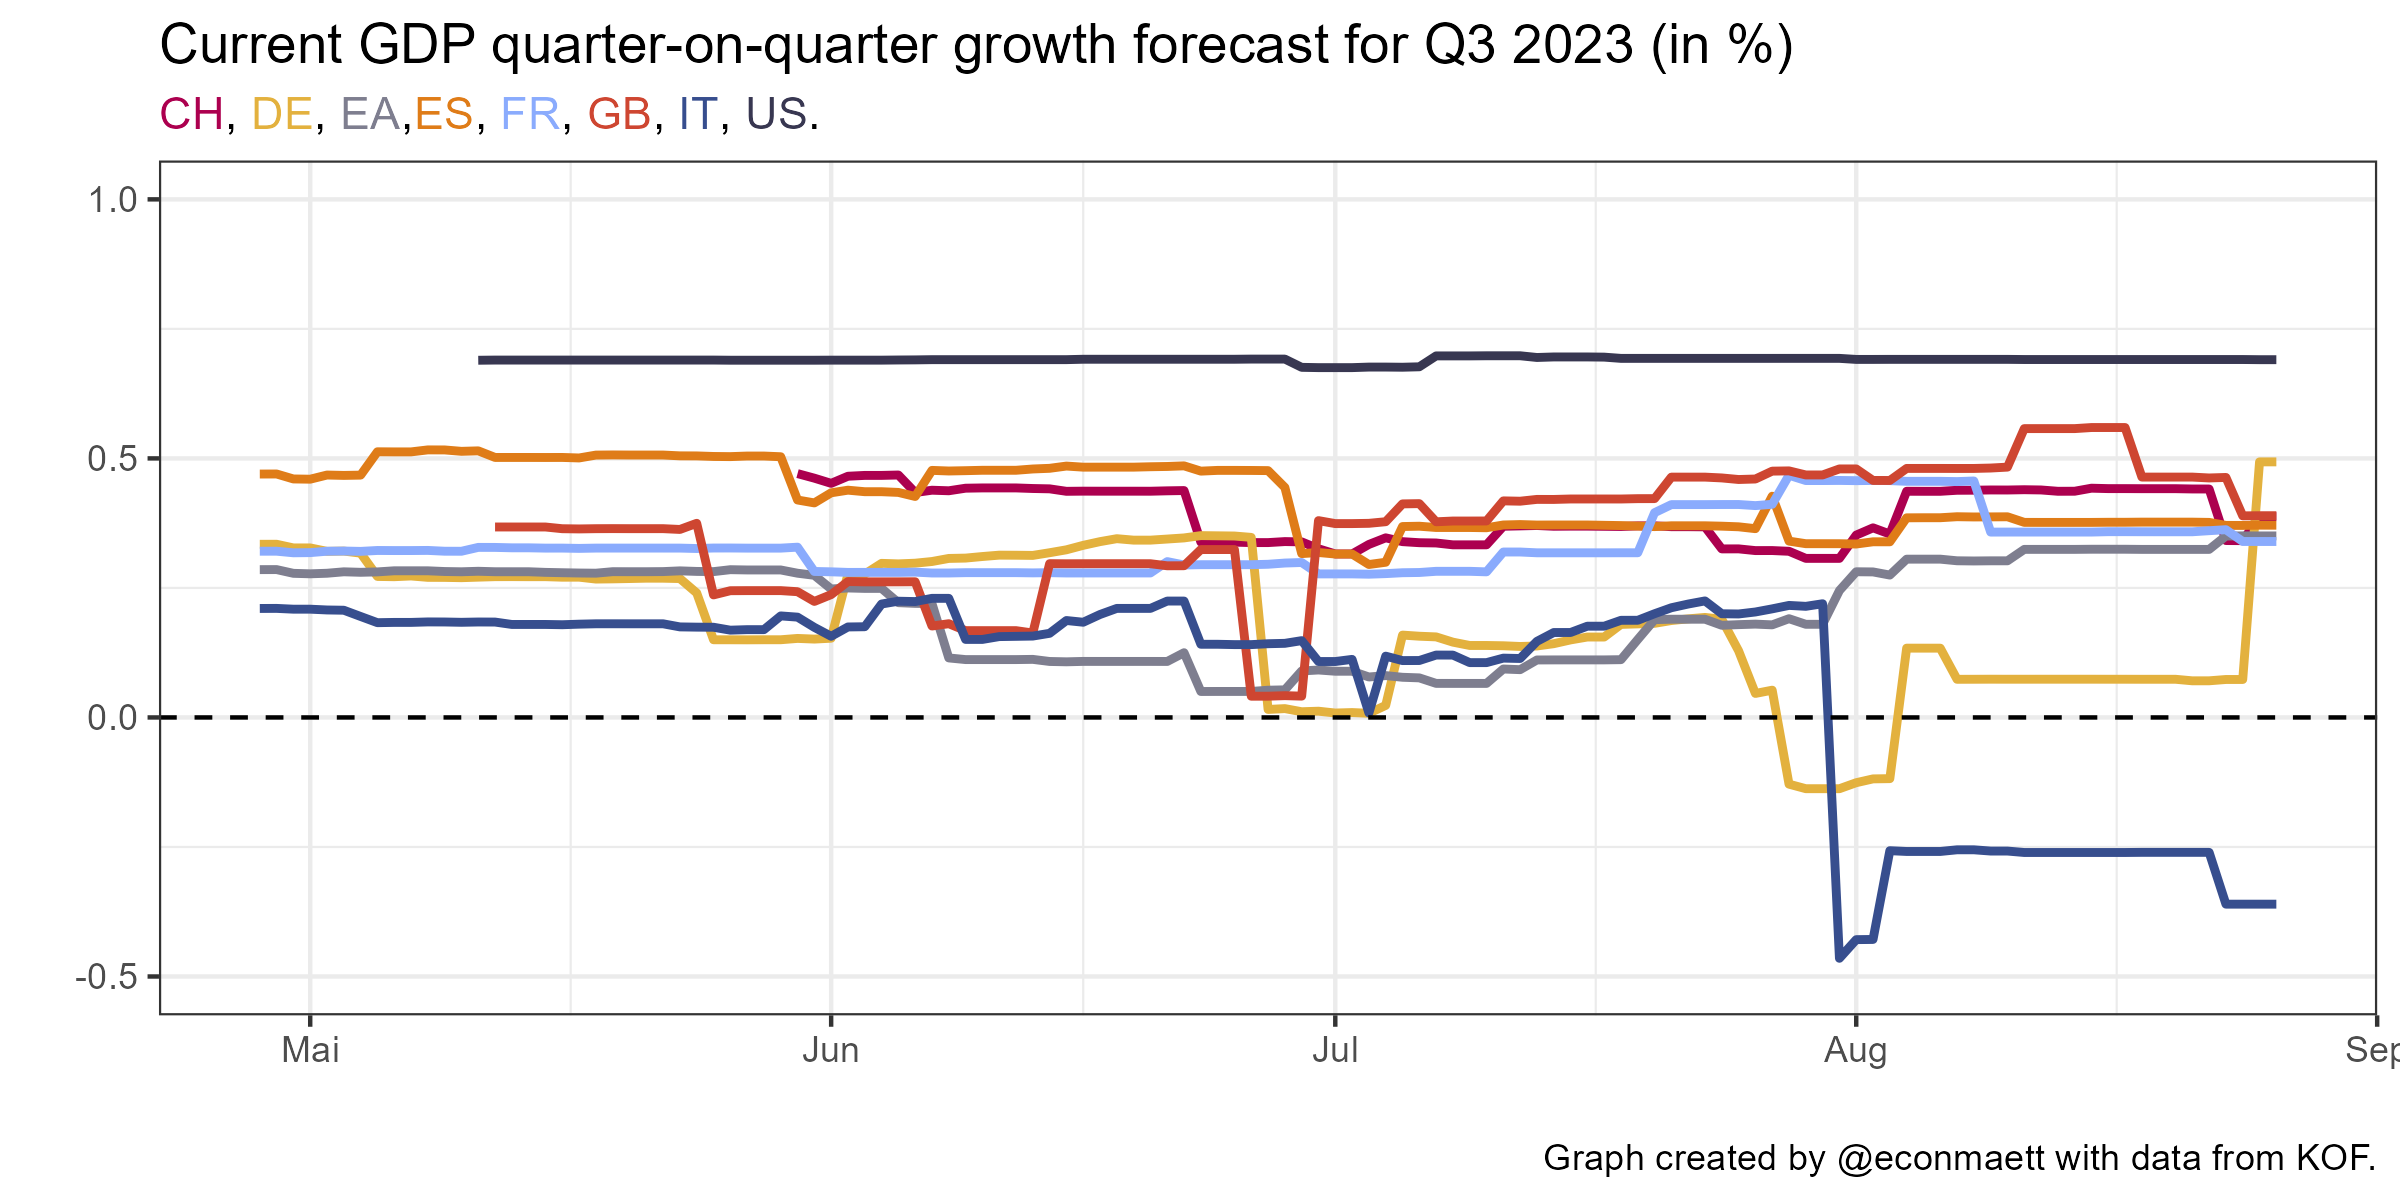 Current GDP quarter-on-quarter growth forecast for Q3 2023 (in %)
CH, DE, EA,ES, FR, GB, IT, US.
1.0
0.5
0.0
-0.5
Mai Jun Jul Aug Sep
Graph created by @econmaett with data from KOF.